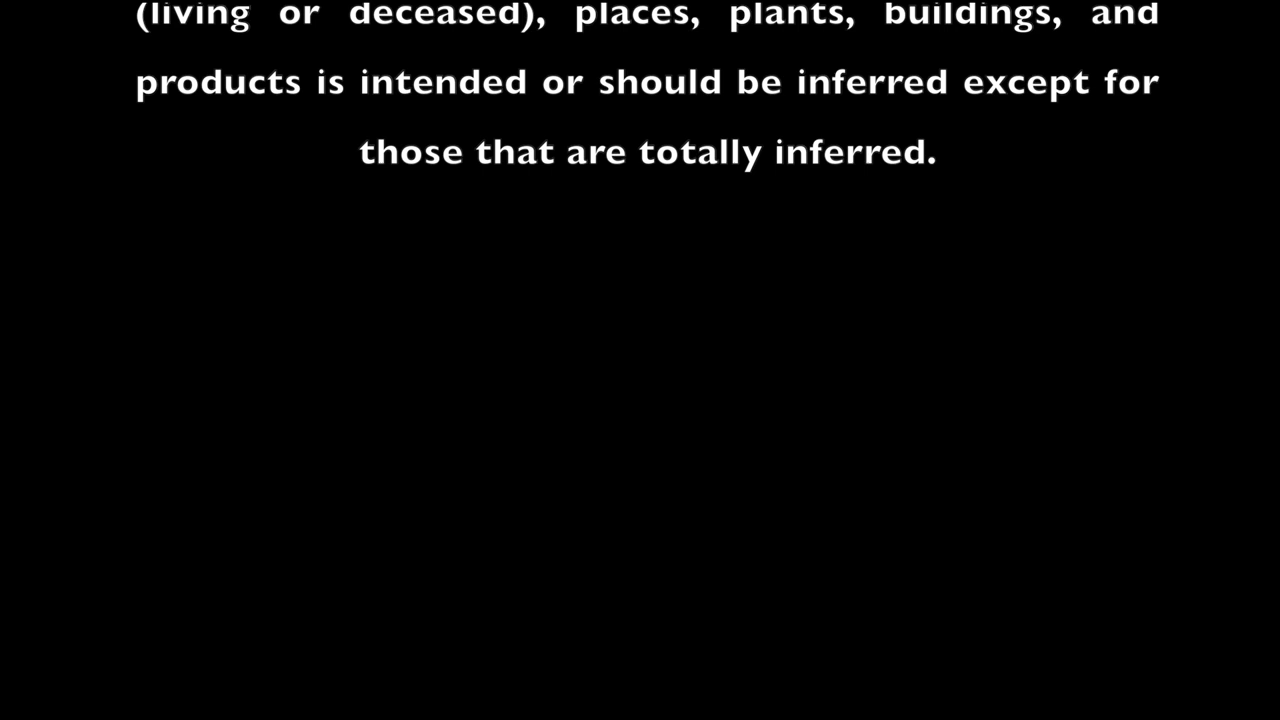 (living or deceased), places, plants, buildings, and
products is intended or should be inferred except for
those that are totally inferred.